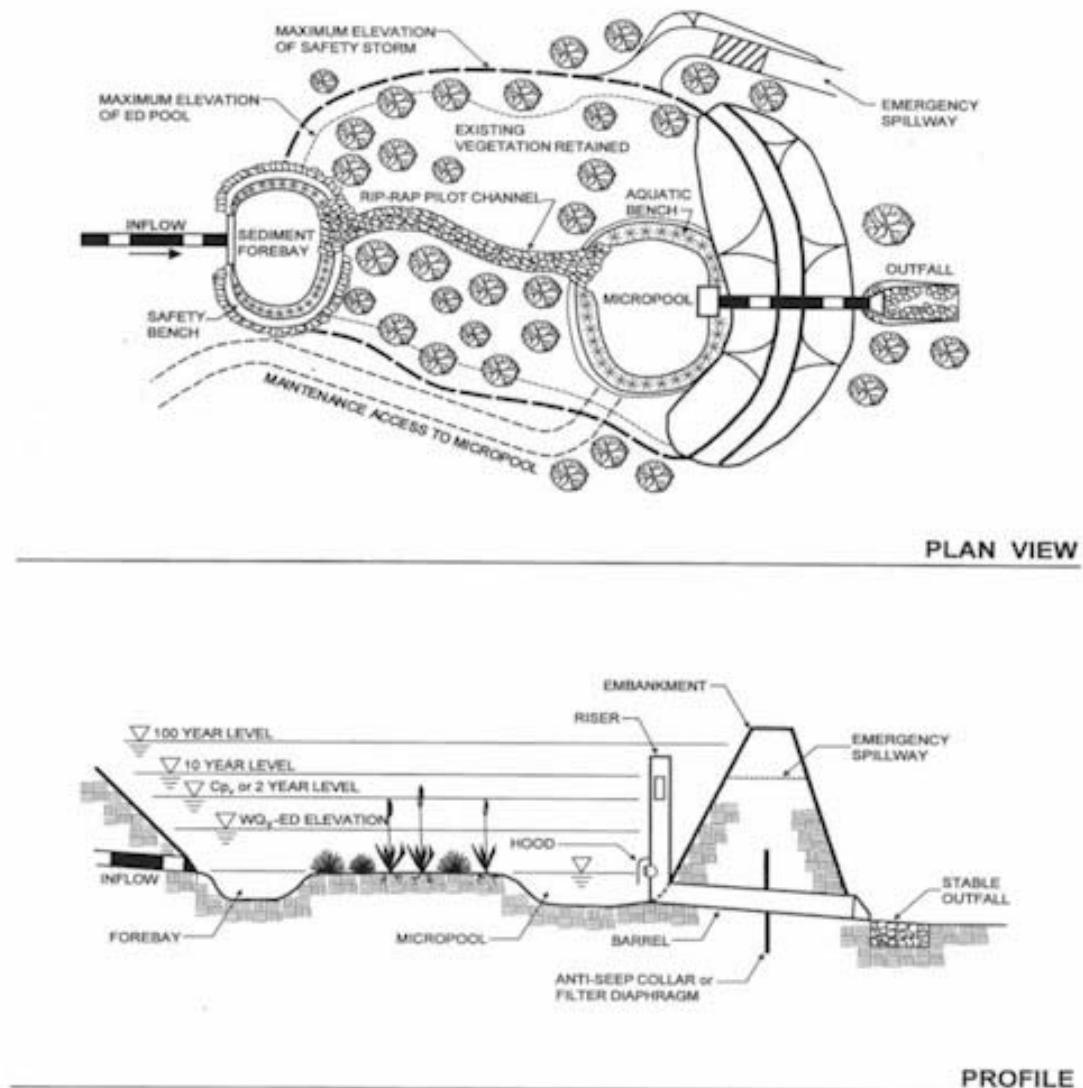 MAXIMUM ELEVATION
OF SAFETY STORM
MAXIMUM ELEVATION
OF ED POOL
EXISTING
VEGETATION RETAINED
EMERGENCY
SPILLWAY
RIP-RAP PILOT CHANNEL
AQUATIC
BENCH
INFLOW
SEDIMENT
FOREBAY
MICROPOOL
OUTFALL
SAFETY
BENCH
MAINTENANCE ACCESS TO MICROPOOL
PLAN VIEW
EMBANKMENT
RISER
100 YEAR LEVEL
EMERGENCY
SPILLWAY
10 YEAR LEVEL
Cpv or 2 YEAR LEVEL
WQv-ED ELEVATION
HOOD
INFLOW
STABLE
OUTFALL
FOREBAY
MICROPOOL
BARREL
ANTI-SEEP COLLAR or
FILTER DIAPHRAGM
PROFILE